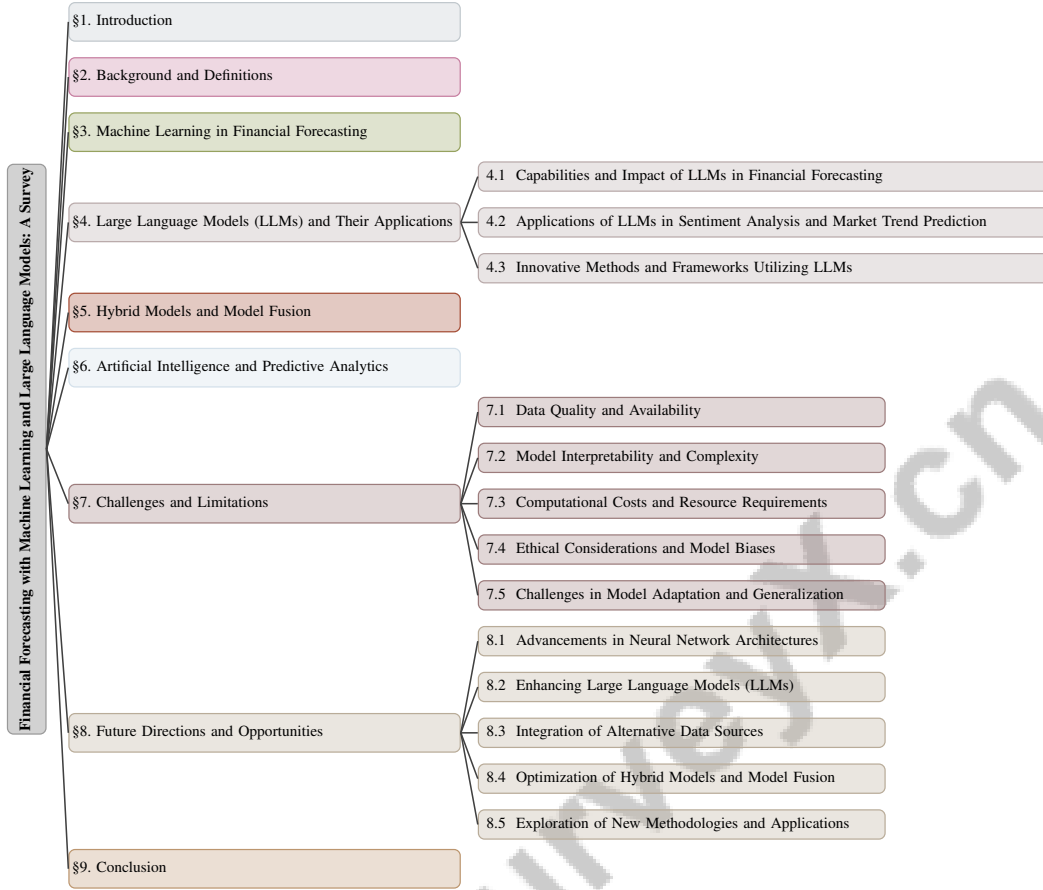 Financial Forecasting with Machine Learning and Large Language Models: A Survey
§1. Introduction
§2. Background and Definitions
§3. Machine Learning in Financial Forecasting
§4. Large Language Models (LLMs) and Their Applications
4.1 Capabilities and Impact of LLMs in Financial Forecasting
4.2 Applications of LLMs in Sentiment Analysis and Market Trend Prediction
4.3 Innovative Methods and Frameworks Utilizing LLMs
§5. Hybrid Models and Model Fusion
§6. Artificial Intelligence and Predictive Analytics
§7. Challenges and Limitations
7.1 Data Quality and Availability
7.2 Model Interpretability and Complexity
7.3 Computational Costs and Resource Requirements
7.4 Ethical Considerations and Model Biases
7.5 Challenges in Model Adaptation and Generalization
§8. Future Directions and Opportunities
8.1 Advancements in Neural Network Architectures
8.2 Enhancing Large Language Models (LLMs)
8.3 Integration of Alternative Data Sources
8.4 Optimization of Hybrid Models and Model Fusion
8.5 Exploration of New Methodologies and Applications
§9. Conclusion
urveyx.cn